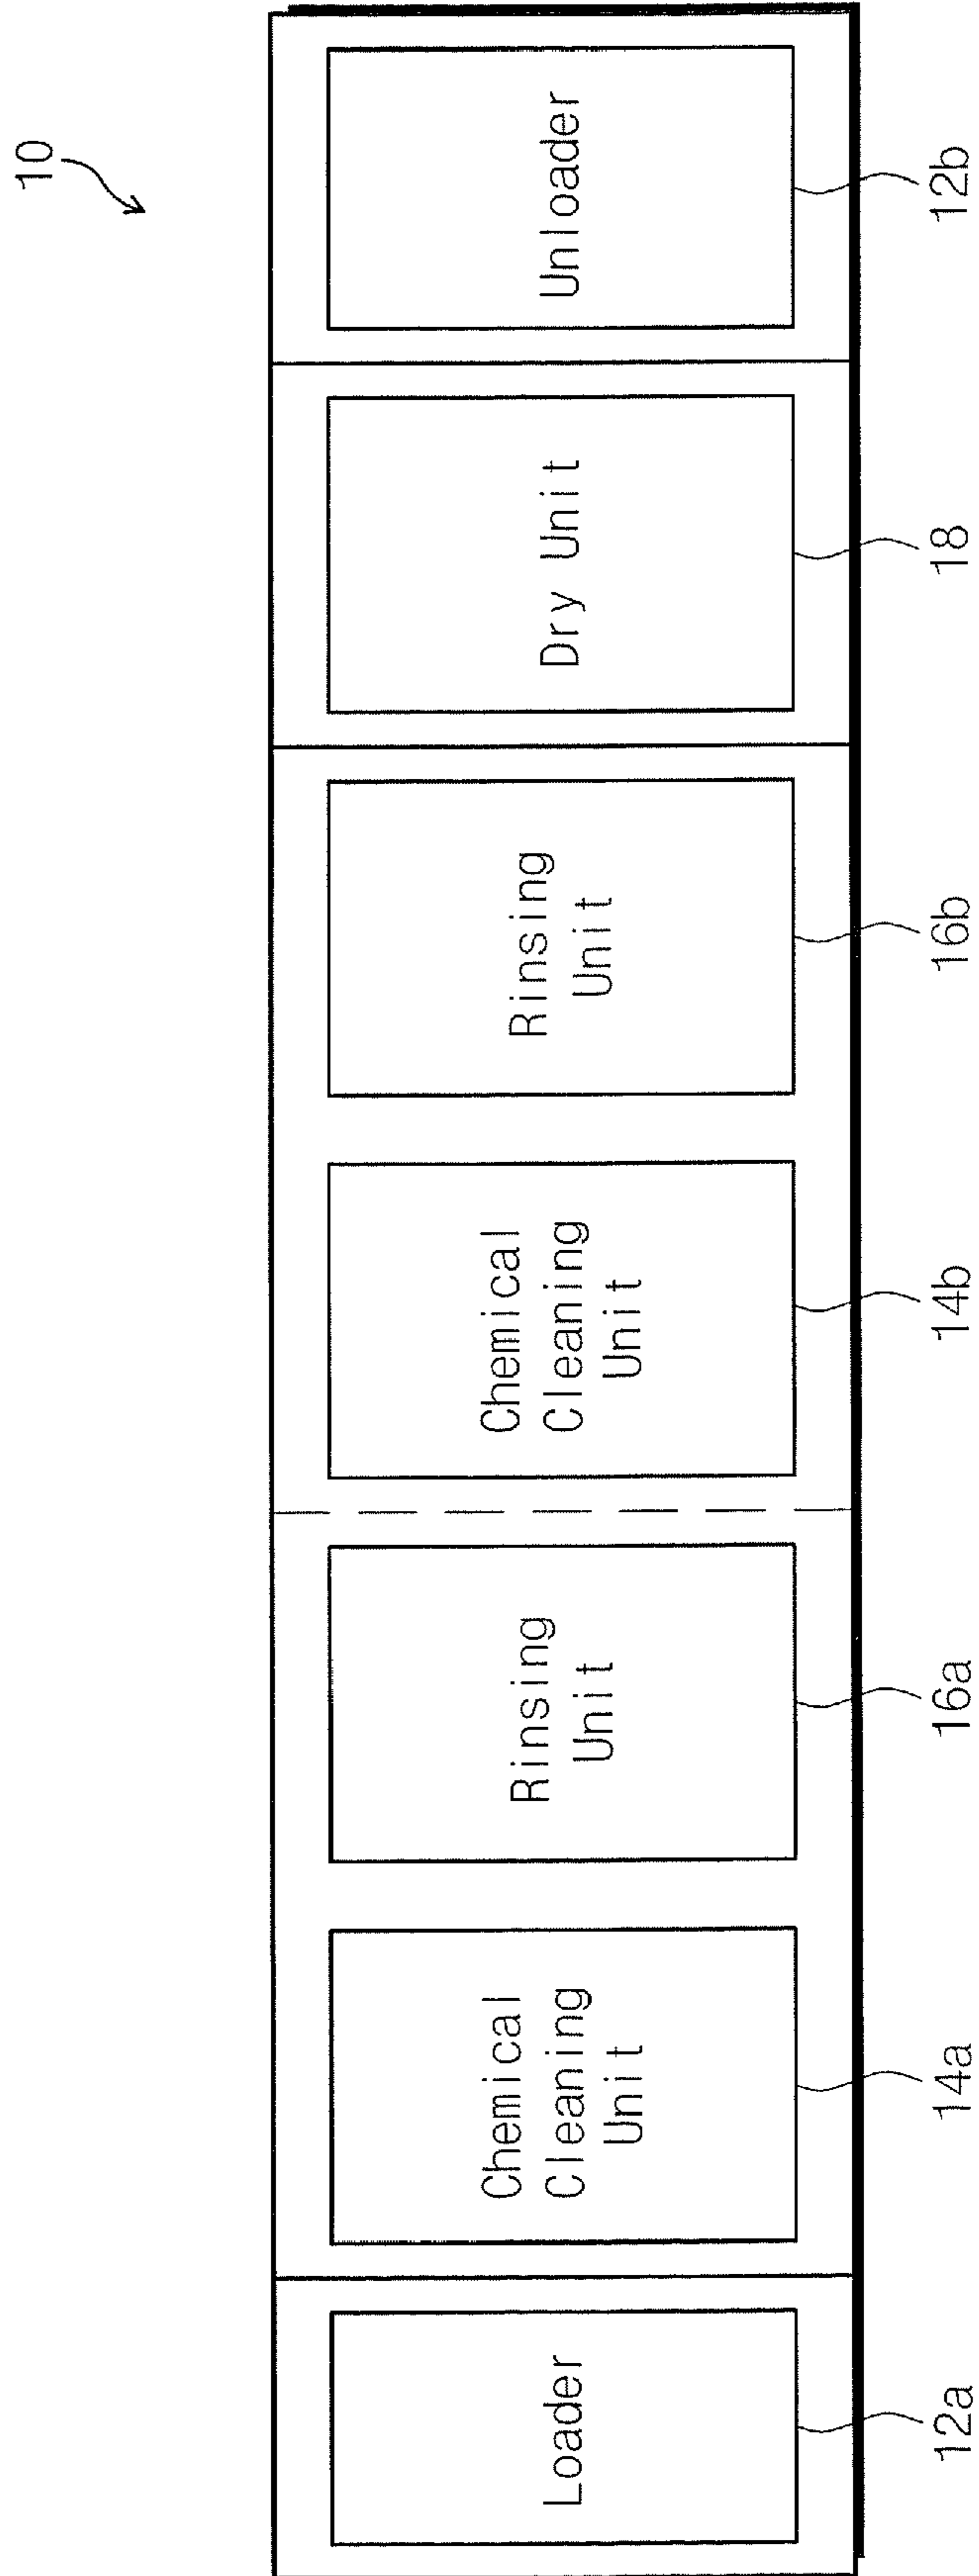 10
Loader
Chemical
Cleaning
Unit
Rinsing
Unit
Chemical
Cleaning
Unit
Rinsing
Unit
Dry Unit
Unloader
12a
14a
16a
14b
16b
18
12b